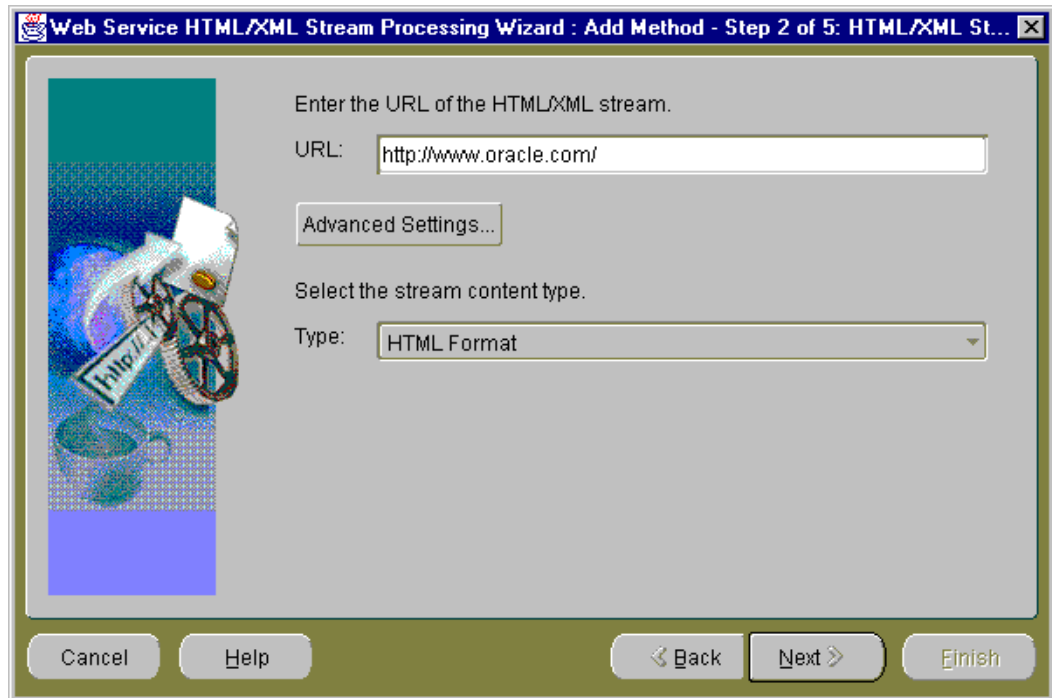 Web Service HTML/XML Stream Processing Wizard : Add Method - Step 2 of 5: HTML/XML St...
Enter the URL of the HTML/XML stream.
URL: http://www.oracle.com/
Advanced Settings...
Select the stream content type.
Type: HTML Format
http://
Cancel Help Back Next Finish